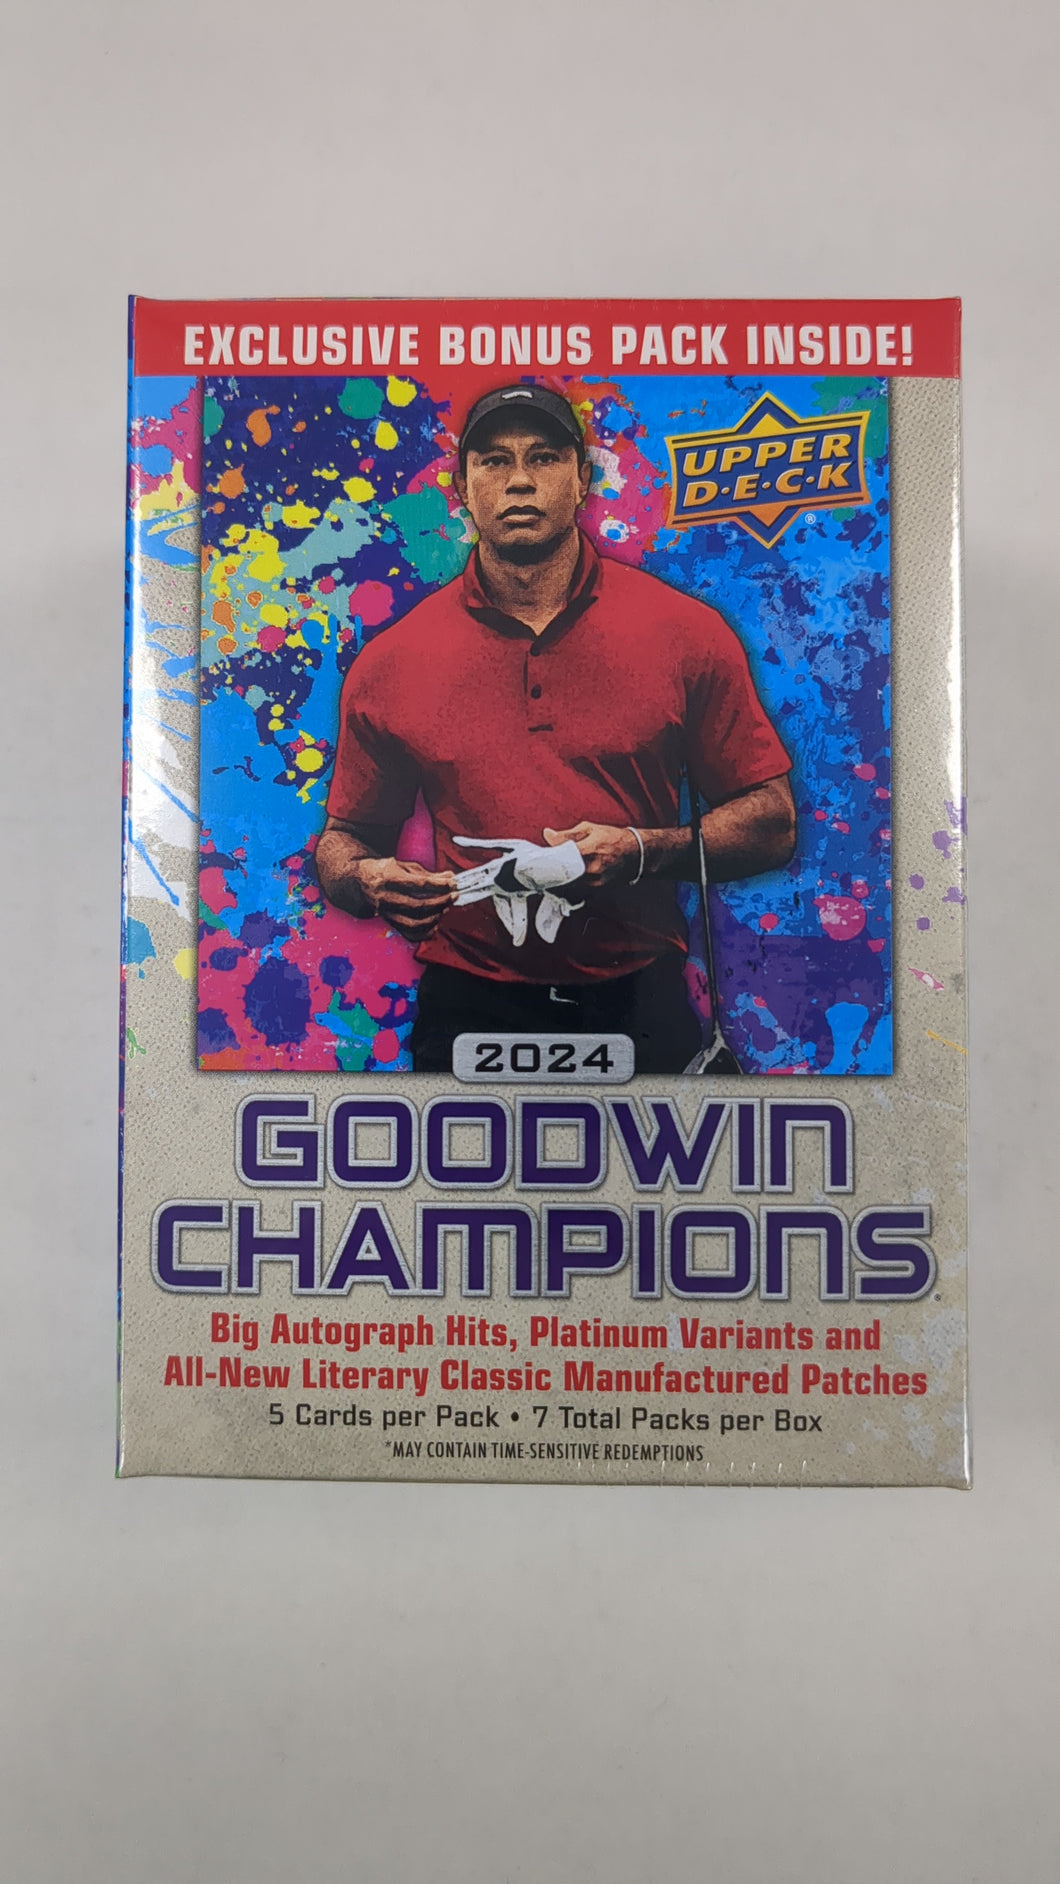 EXCLUSIVE BONUS PACK INSIDE!
UPPER
D·E·C·K
®
2024
GOODWIN
CHAMPIONS
Big Autograph Hits, Platinum Variants and
All-New Literary Classic Manufactured Patches
5 Cards per Pack • 7 Total Packs per Box
*MAY CONTAIN TIME-SENSITIVE REDEMPTIONS